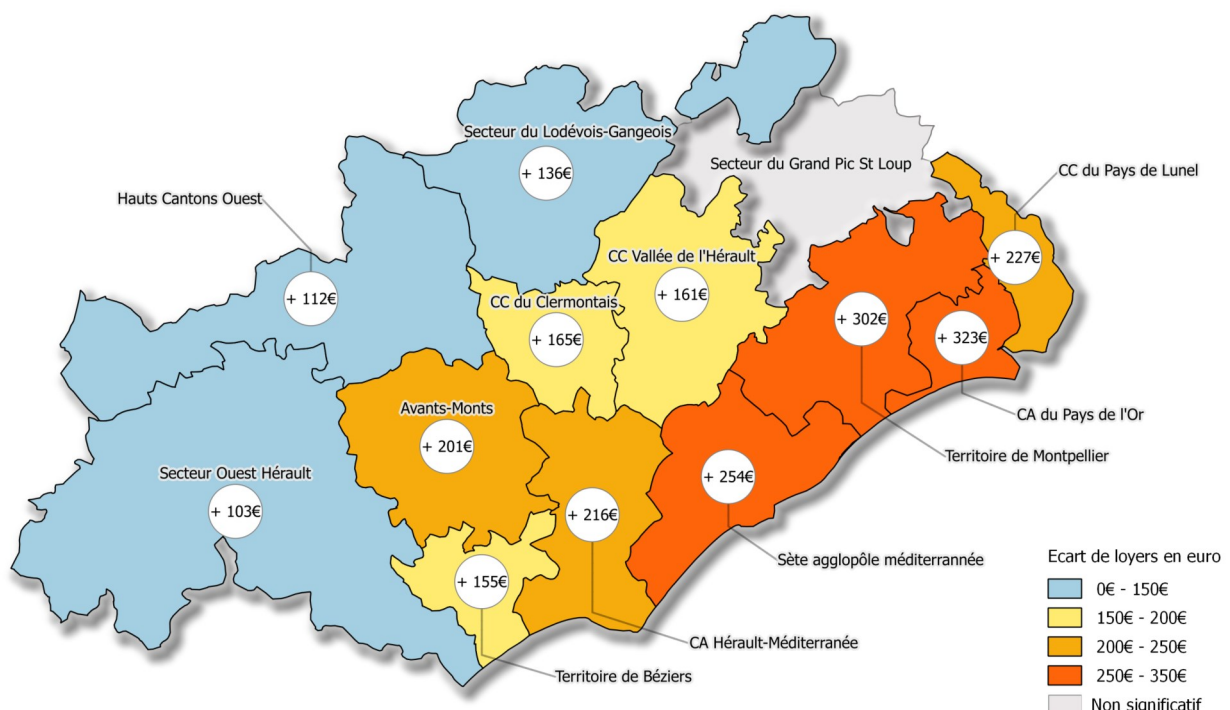 Secteur du Lodévois-Gangeois
+ 136€
Secteur du Grand Pic St Loup
CC du Pays de Lunel
+ 227€
Hauts Cantons Ouest
+ 112€
CC Vallée de l'Hérault
+ 161€
CC du Clermontais
+ 165€
+ 302€
+ 323€
Avants-Monts
+ 201€
CA du Pays de l'Or
Territoire de Montpellier
Secteur Ouest Hérault
+ 103€
+ 254€
+ 216€
Sète agglopôle méditerrannée
+ 155€
CA Hérault-Méditerranée
Territoire de Béziers
Ecart de loyers en euro
0€ - 150€
150€ - 200€
200€ - 250€
250€ - 350€
Non significatif